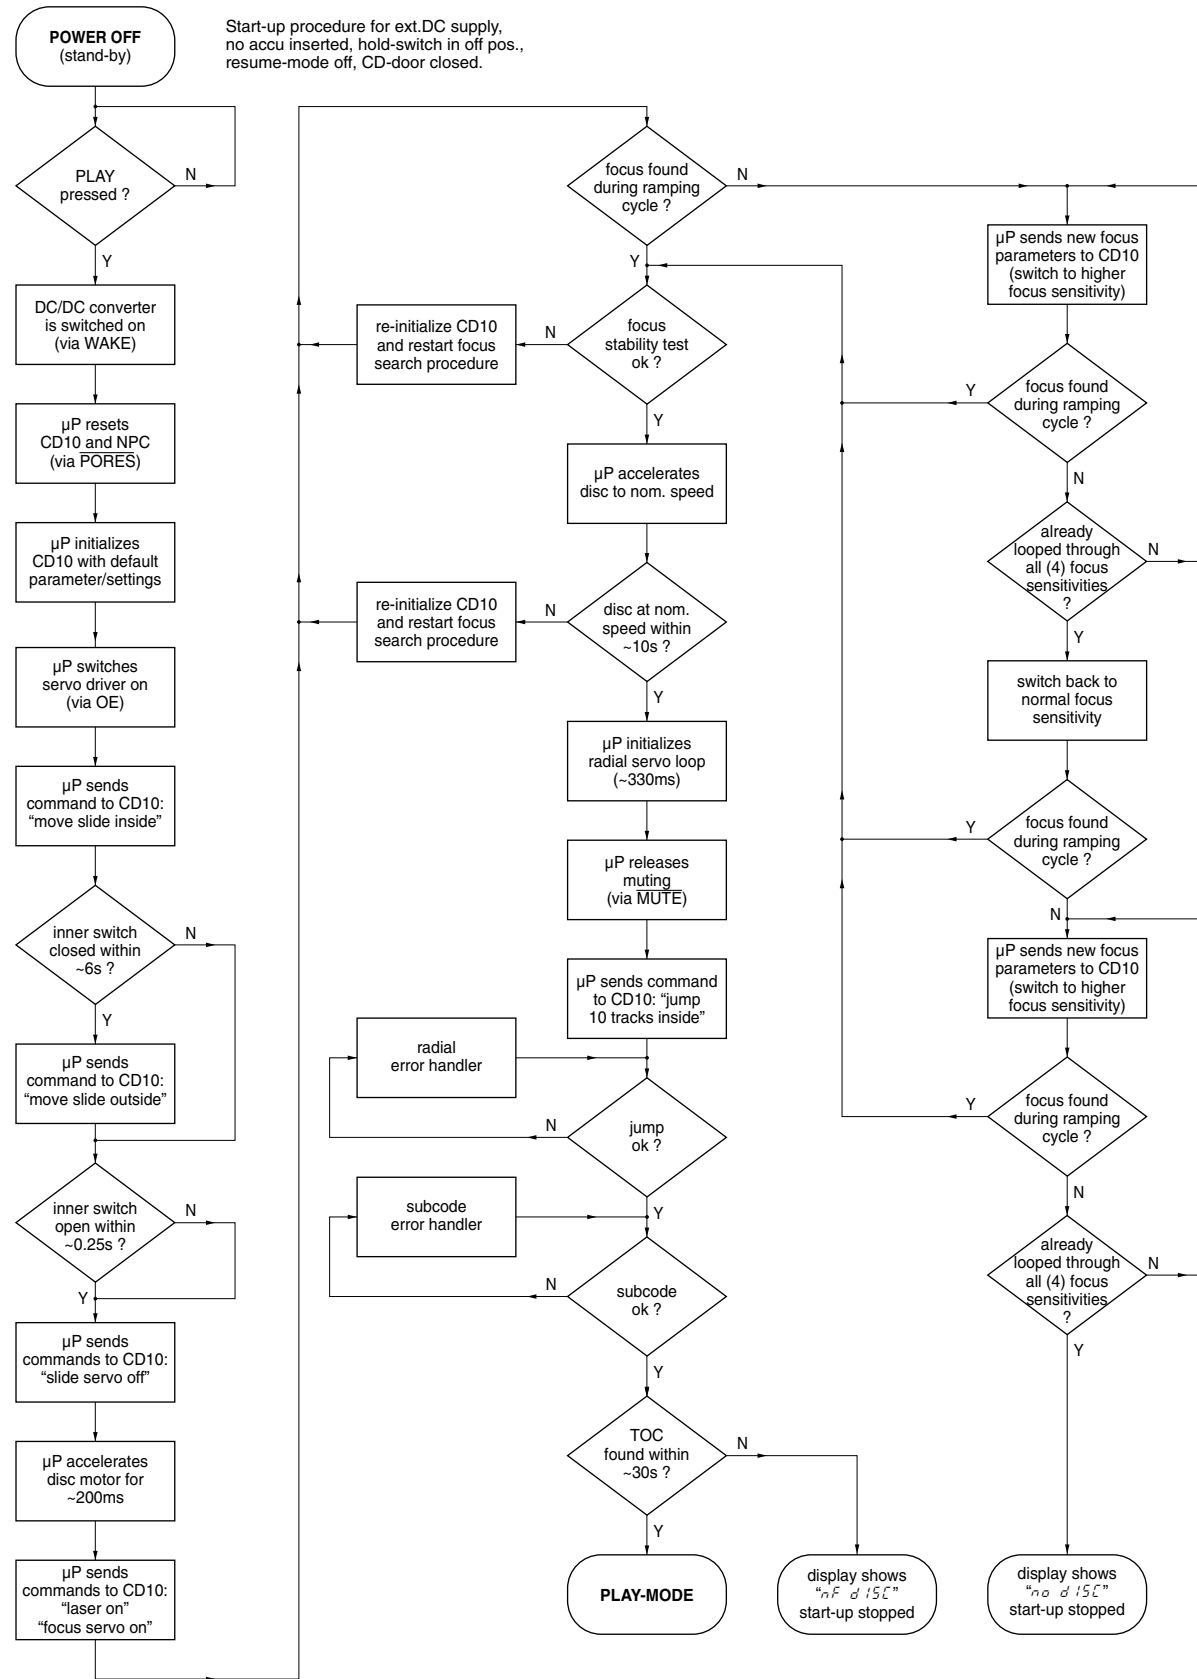 POWER OFF
(stand-by)
Start-up procedure for ext.DC supply,
no accu inserted, hold-switch in off pos.,
resume-mode off, CD-door closed.
PLAY
pressed ?
N
Y
DC/DC converter
is switched on
(via WAKE)
µP resets
CD10 and NPC
(via PORES)
µP initializes
CD10 with default
parameter/settings
µP switches
servo driver on
(via OE)
µP sends
command to CD10:
“move slide inside”
inner switch
closed within
~6s ?
N
Y
µP sends
command to CD10:
“move slide outside”
inner switch
open within
~0.25s ?
N
Y
µP sends
commands to CD10:
“slide servo off”
µP accelerates
disc motor for
~200ms
µP sends
commands to CD10:
“laser on”
“focus servo on”
focus found
during ramping
cycle ?
N
Y
focus
stability test
ok ?
N
re-initialize CD10
and restart focus
search procedure
Y
µP accelerates
disc to nom. speed
disc at nom.
speed within
~10s ?
N
re-initialize CD10
and restart focus
search procedure
Y
µP initializes
radial servo loop
(~330ms)
µP releases
muting
(via MUTE)
µP sends command
to CD10: “jump
10 tracks inside”
radial
error handler
jump
ok ?
N
Y
subcode
error handler
subcode
ok ?
N
Y
TOC
found within
~30s ?
N
Y
PLAY-MODE
display shows
“nF dISC”
start-up stopped
µP sends new focus
parameters to CD10
(switch to higher
focus sensitivity)
focus found
during ramping
cycle ?
Y
N
already
looped through
all (4) focus
sensitivities
?
N
Y
switch back to
normal focus
sensitivity
focus found
during ramping
cycle ?
Y
N
µP sends new focus
parameters to CD10
(switch to higher
focus sensitivity)
focus found
during ramping
cycle ?
Y
N
already
looped through
all (4) focus
sensitivities
?
N
Y
display shows
“no dISC”
start-up stopped